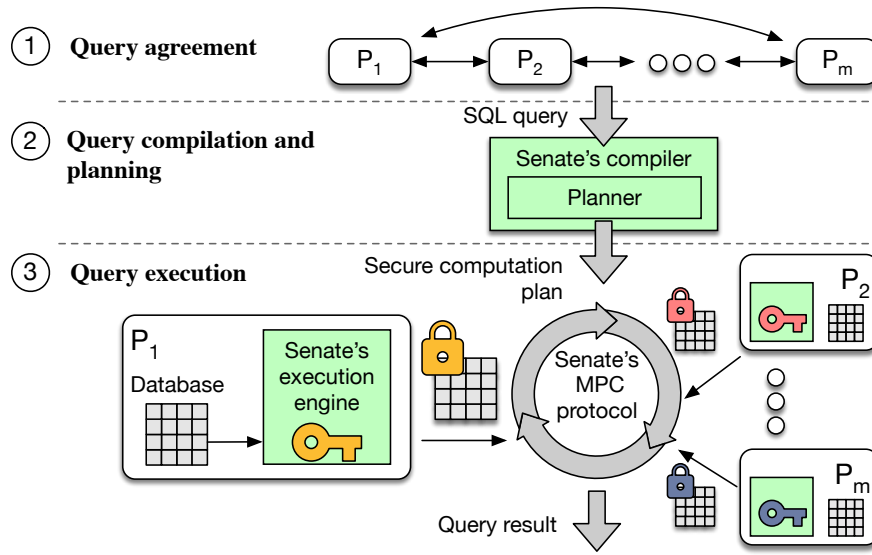 1 Query agreement
P1
P2
Pm
SQL query
2 Query compilation and
planning
Senate's compiler
Planner
3 Query execution
Secure computation
plan
P1
Database
Senate's
execution
engine
Senate's
MPC
protocol
P2
Pm
Query result